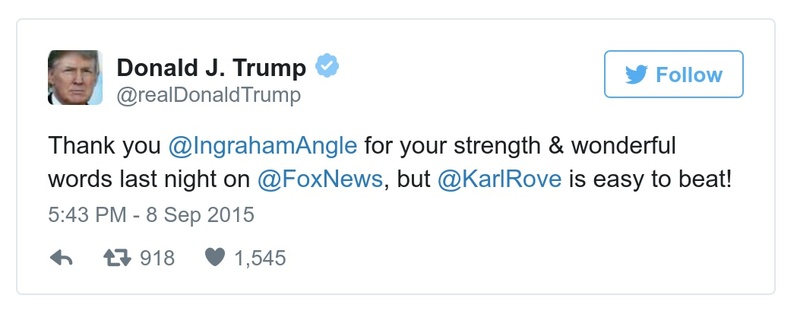 Donald J. Trump
@realDonaldTrump
Follow
Thank you @IngrahamAngle for your strength & wonderful
words last night on @FoxNews, but @KarlRove is easy to beat!
5:43 PM - 8 Sep 2015
918 1,545